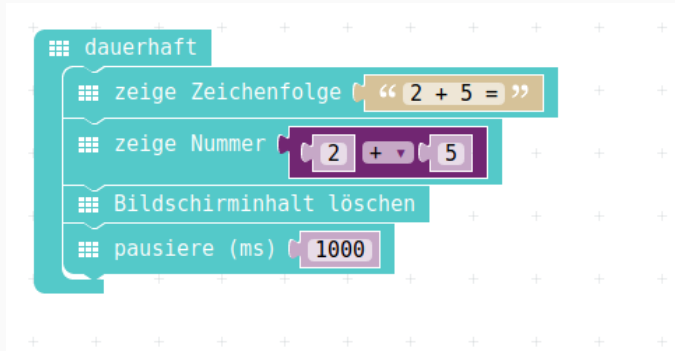 dauerhaft
zeige Zeichenfolge “ 2 + 5 = ”
zeige Nummer 2 + ▾ 5
Bildschirminhalt löschen
pausiere (ms) 1000